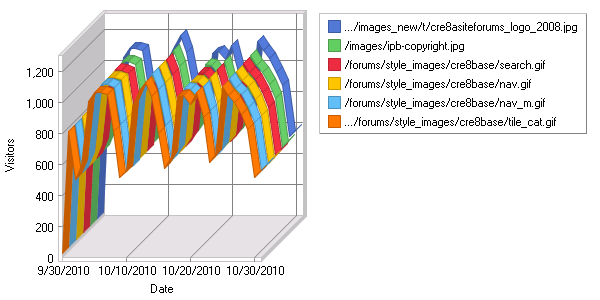 .../images_new/t/cre8asiteforums_logo_2008.jpg
/images/ipb-copyright.jpg
/forums/style_images/cre8base/search.gif
/forums/style_images/cre8base/nav.gif
/forums/style_images/cre8base/nav_m.gif
.../forums/style_images/cre8base/tile_cat.gif
1,200
1,000
800
600
400
200
0
Visitors
9/30/2010 10/10/2010 10/20/2010 10/30/2010
Date